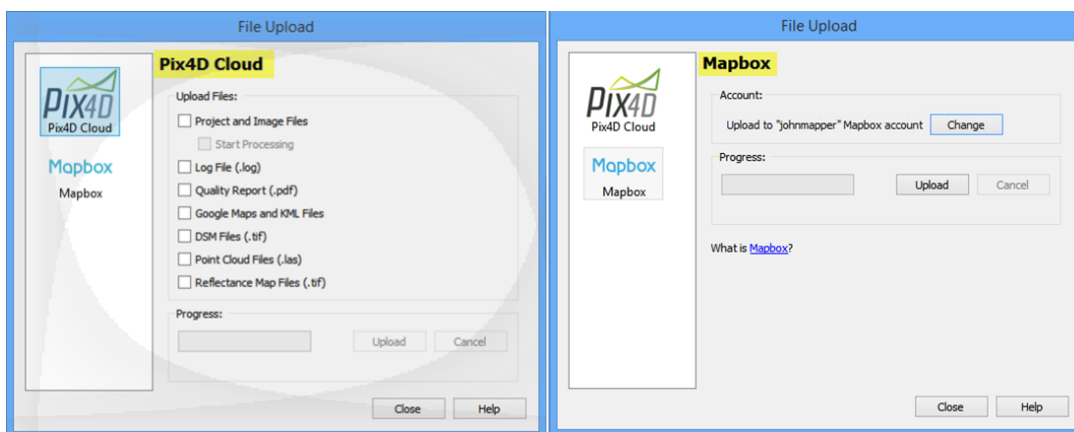 File Upload
PIX4D
Pix4D Cloud
Mapbox
Mapbox
Pix4D Cloud
Upload Files:
Project and Image Files
Start Processing
Log File (.log)
Quality Report (.pdf)
Google Maps and KML Files
DSM Files (.tif)
Point Cloud Files (.las)
Reflectance Map Files (.tif)
Progress:
Upload Cancel
Close Help
File Upload
PIX4D
Pix4D Cloud
Mapbox
Mapbox
Mapbox
Account:
Upload to "johnmapper" Mapbox account Change
Progress:
Upload Cancel
What is Mapbox?
Close Help